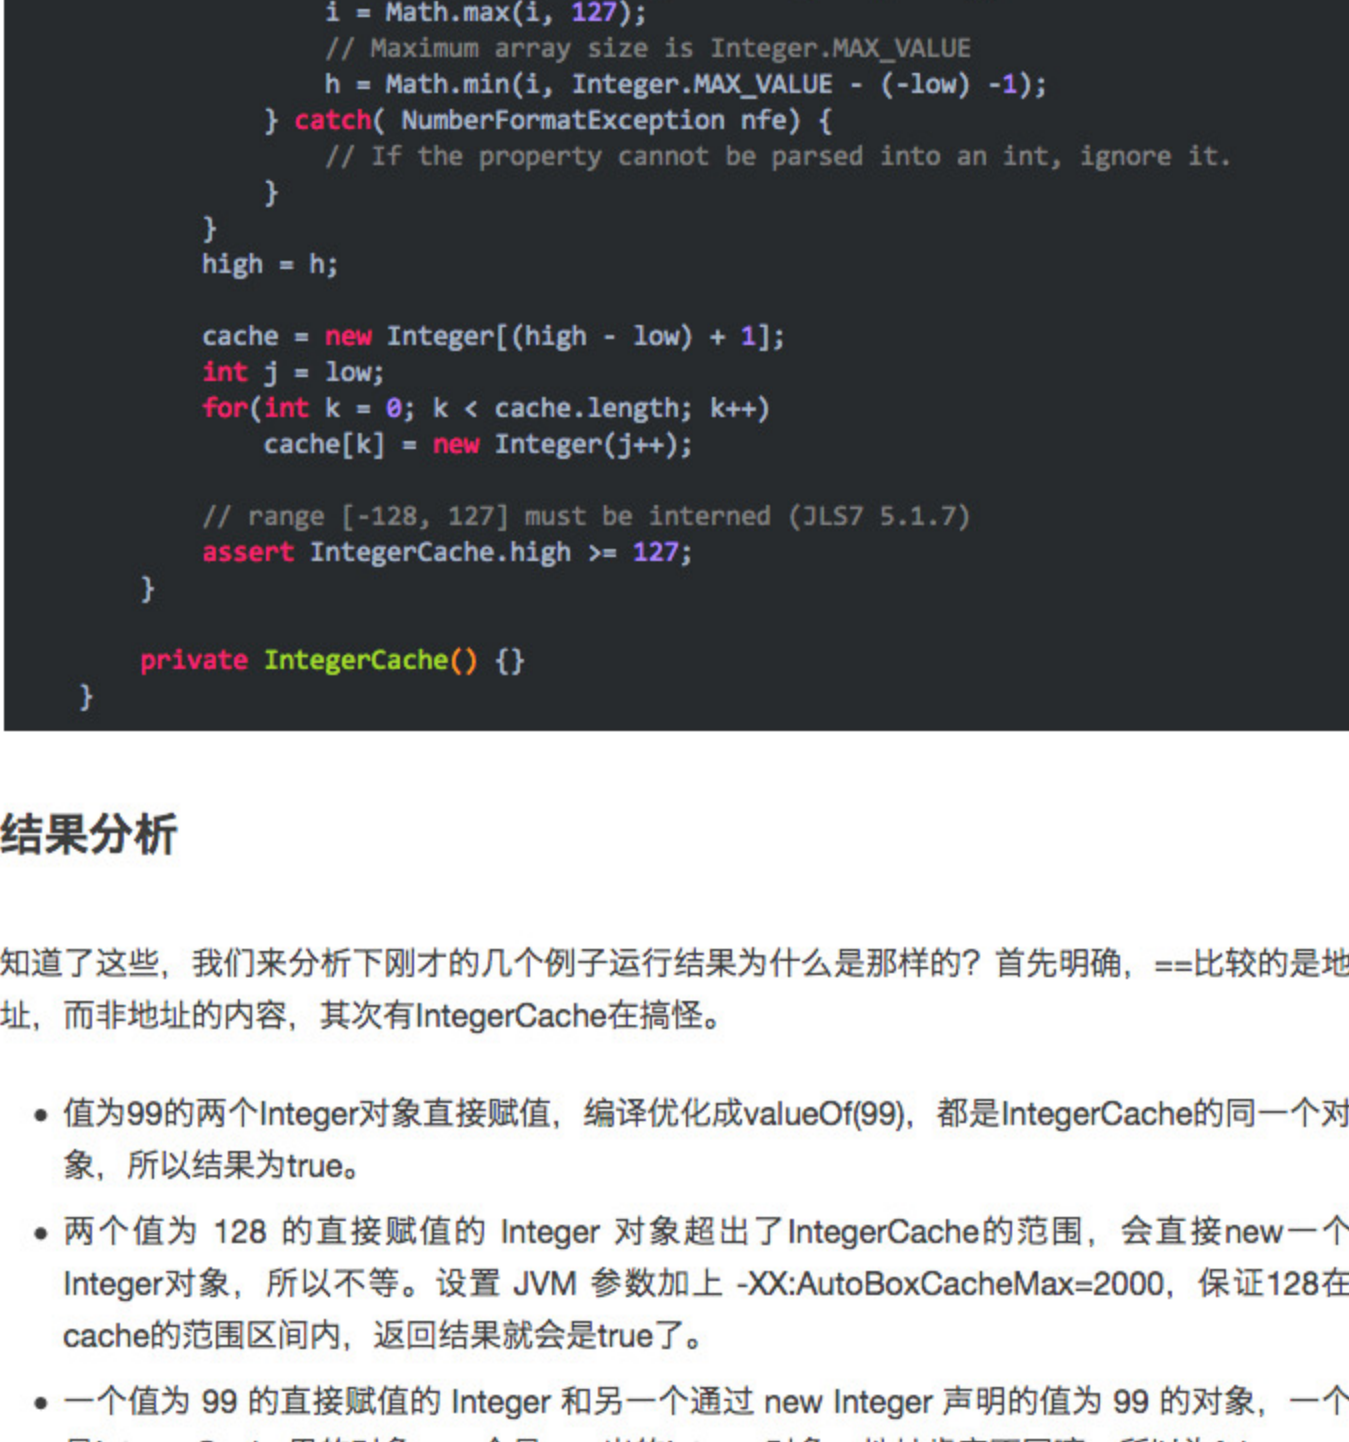 i = Math.max(i, 127);
// Maximum array size is Integer.MAX_VALUE
h = Math.min(i, Integer.MAX_VALUE - (-low) -1);
} catch( NumberFormatException nfe) {
// If the property cannot be parsed into an int, ignore it.
}
}
high = h;
cache = new Integer[(high - low) + 1];
int j = low;
for(int k = 0; k < cache.length; k++)
cache[k] = new Integer(j++);
// range [-128, 127] must be interned (JLS7 5.1.7)
assert IntegerCache.high >= 127;
}
private IntegerCache() {}
}
结果分析
知道了这些，我们来分析下刚才的几个例子运行结果为什么是那样的？首先明确，==比较的是地
址，而非地址的内容，其次有IntegerCache在搞怪。
● 值为99的两个Integer对象直接赋值，编译优化成valueOf(99)，都是IntegerCache的同一个对
象，所以结果为true。
● 两个值为 128 的直接赋值的 Integer 对象超出了IntegerCache的范围，会直接new一个
Integer对象，所以不等。设置 JVM 参数加上 -XX:AutoBoxCacheMax=2000，保证128在
cache的范围区间内，返回结果就会是true了。
● 一个值为 99 的直接赋值的 Integer 和另一个通过 new Integer 声明的值为 99 的对象，一个